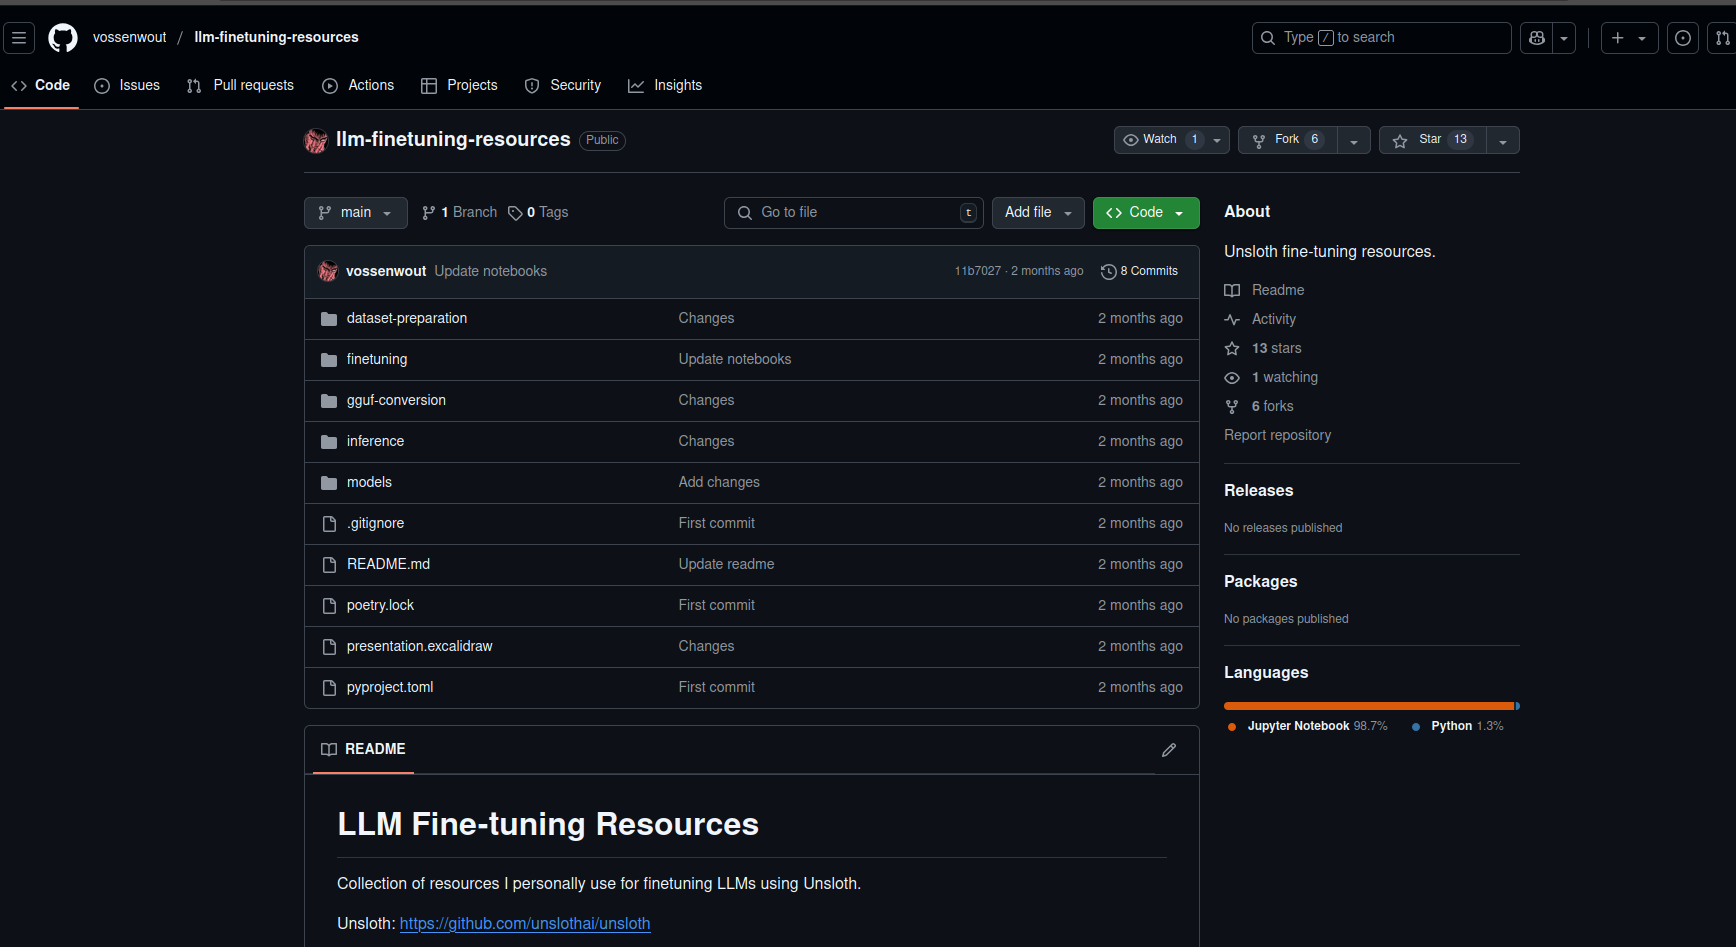 vossenwout / llm-finetuning-resources
Type / to search
Code Issues Pull requests Actions Projects Security Insights
llm-finetuning-resources Public
Watch 1 Fork 6 Star 13
main 1 Branch 0 Tags Go to file t Add file Code
vossenwout Update notebooks 11b7027 · 2 months ago 8 Commits
dataset-preparation Changes 2 months ago
finetuning Update notebooks 2 months ago
gguf-conversion Changes 2 months ago
inference Changes 2 months ago
models Add changes 2 months ago
.gitignore First commit 2 months ago
README.md Update readme 2 months ago
poetry.lock First commit 2 months ago
presentation.excalidraw Changes 2 months ago
pyproject.toml First commit 2 months ago
README
LLM Fine-tuning Resources
Collection of resources I personally use for finetuning LLMs using Unsloth.
Unsloth: https://github.com/unslothai/unsloth
About
Unsloth fine-tuning resources.
Readme
Activity
13 stars
1 watching
6 forks
Report repository
Releases
No releases published
Packages
No packages published
Languages
Jupyter Notebook 98.7% Python 1.3%